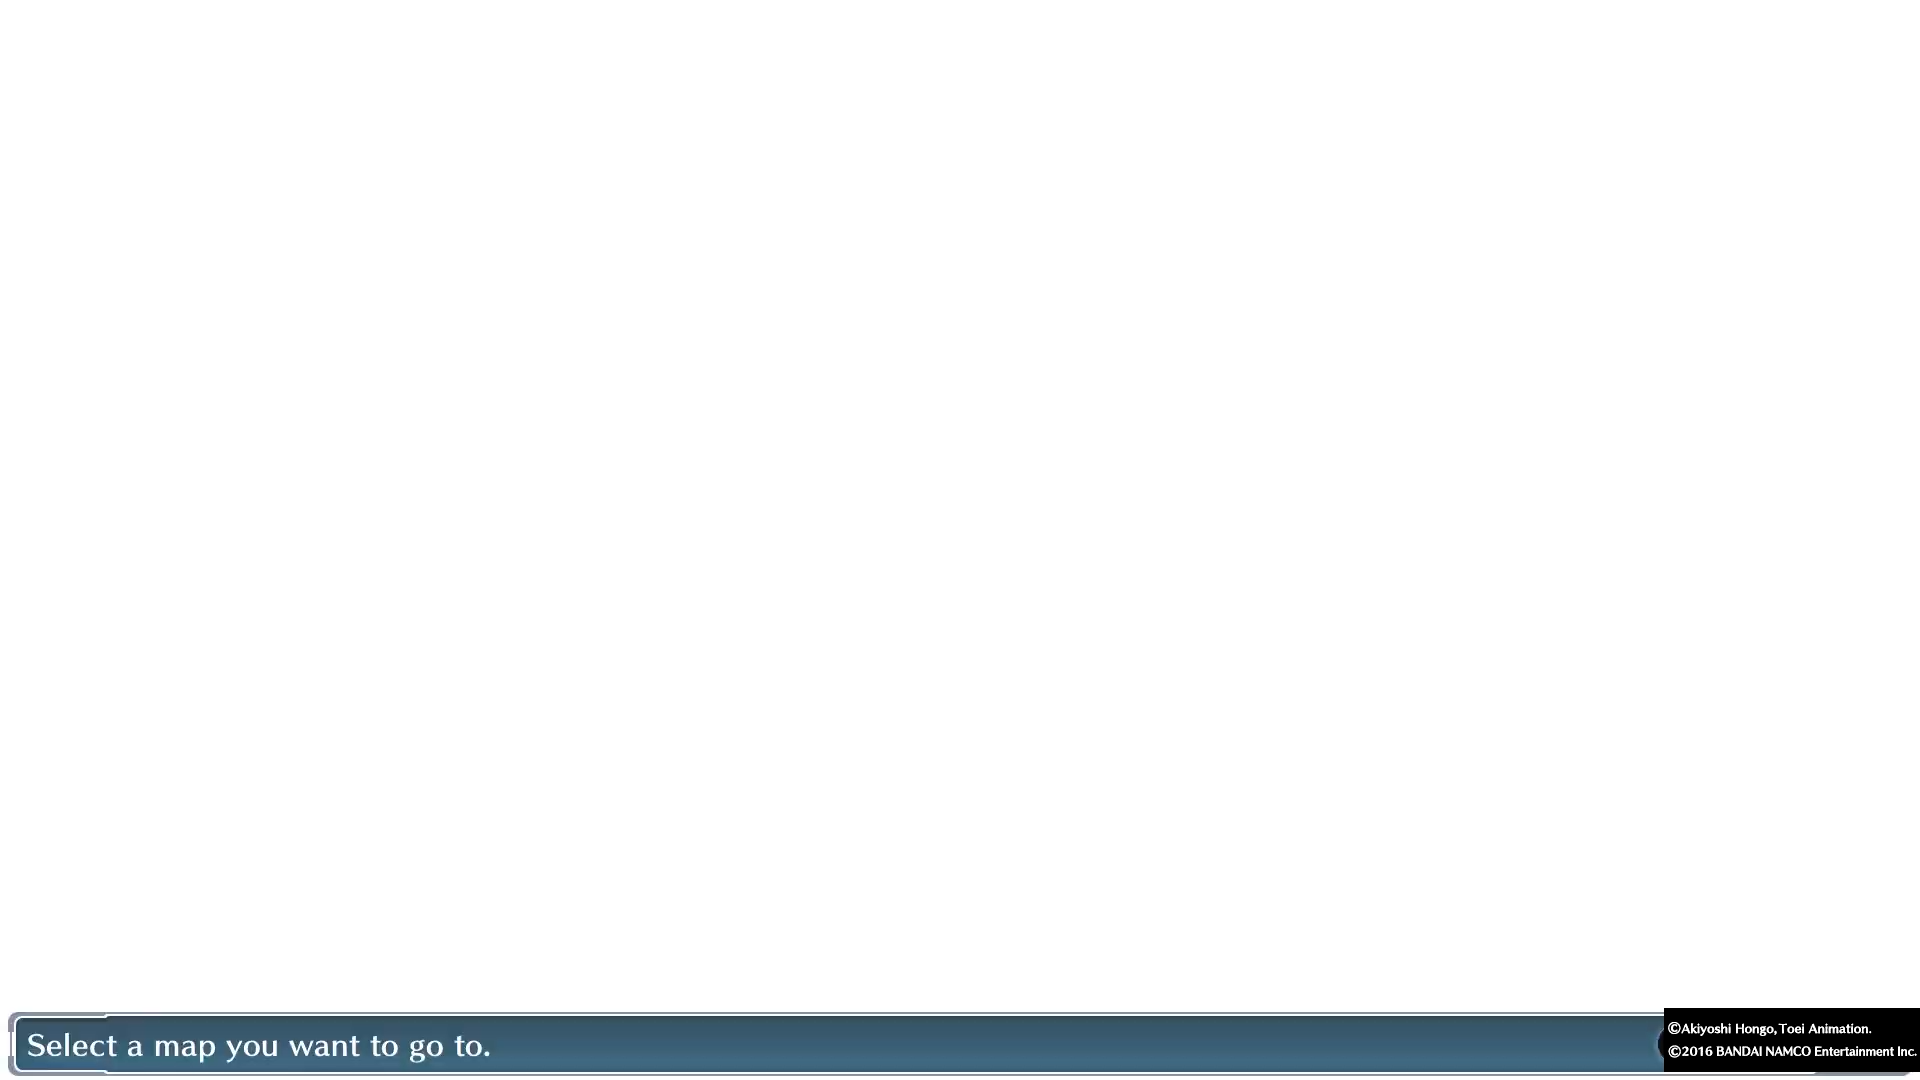 Select a map you want to go to.
©Akiyoshi Hongo, Toei Animation.
©2016 BANDAI NAMCO Entertainment Inc.